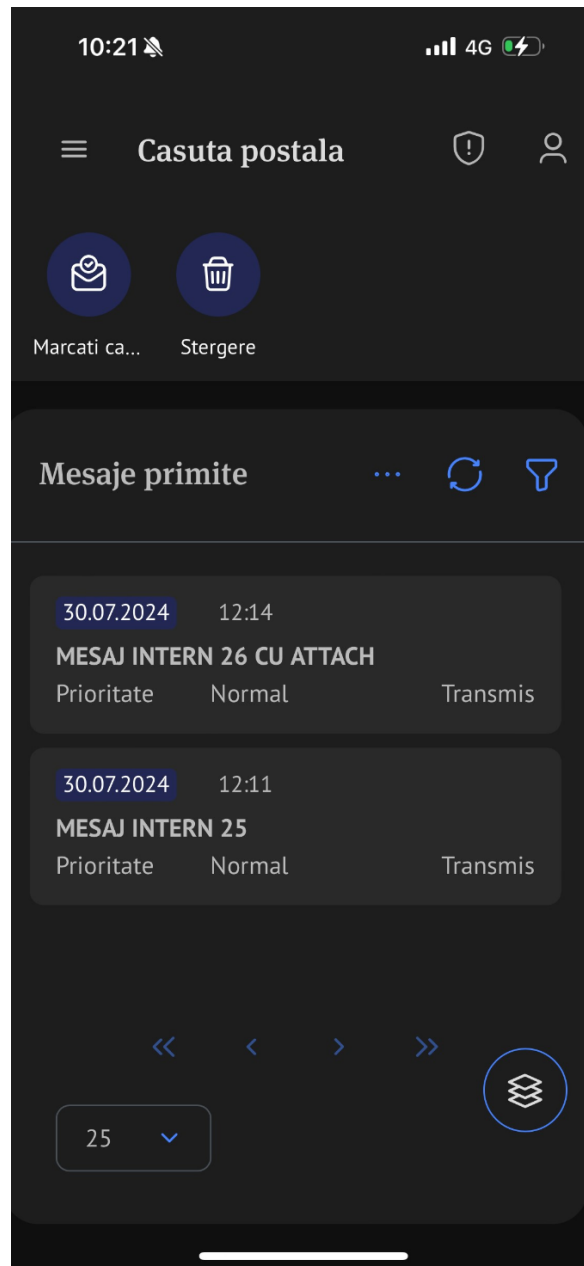 10:21 4G
Casuta postala
Marcati ca... Stergere
Mesaje primite
30.07.2024 12:14
MESAJ INTERN 26 CU ATTACH
Prioritate Normal Transmis
30.07.2024 12:11
MESAJ INTERN 25
Prioritate Normal Transmis
25